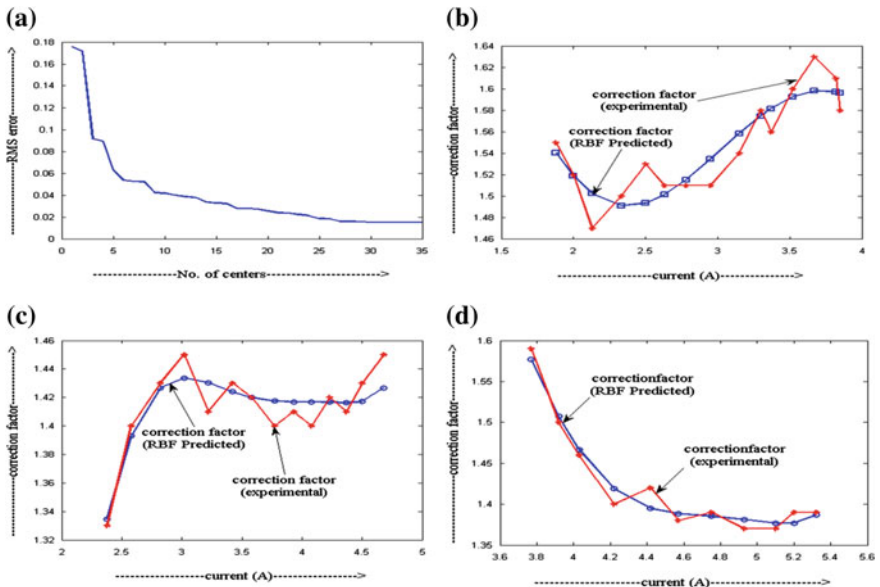 (a)
0.18
0.16
0.14
0.12
0.1
0.08
0.06
0.04
0.02
0
RMS error
0 5 10 15 20 25 30 35
No. of centers
(b)
1.64
1.62
1.6
1.58
1.56
1.54
1.52
1.5
1.48
1.46
correction factor
correction factor
(experimental)
correction factor
(RBF Predicted)
1.5 2 2.5 3 3.5 4
current (A)
(c)
1.46
1.44
1.42
1.4
1.38
1.36
1.34
1.32
correction factor
correction factor
(RBF Predicted)
correction factor
(experimental)
2 2.5 3 3.5 4 4.5 5
current (A)
(d)
1.6
1.55
1.5
1.45
1.4
1.35
correction factor
correctionfactor
(RBF Predicted)
correctionfactor
(experimental)
3.6 3.8 4 4.2 4.4 4.6 4.8 5 5.2 5.4
current (A)